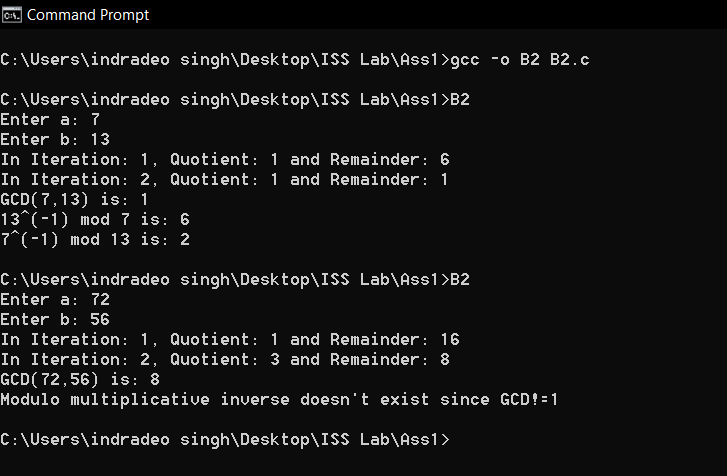 Command Prompt
C:\Users\indradeo singh\Desktop\ISS Lab\Ass1>gcc -o B2 B2.c
C:\Users\indradeo singh\Desktop\ISS Lab\Ass1>B2
Enter a: 7
Enter b: 13
In Iteration: 1, Quotient: 1 and Remainder: 6
In Iteration: 2, Quotient: 1 and Remainder: 1
GCD(7,13) is: 1
13^(-1) mod 7 is: 6
7^(-1) mod 13 is: 2
C:\Users\indradeo singh\Desktop\ISS Lab\Ass1>B2
Enter a: 72
Enter b: 56
In Iteration: 1, Quotient: 1 and Remainder: 16
In Iteration: 2, Quotient: 3 and Remainder: 8
GCD(72,56) is: 8
Modulo multiplicative inverse doesn't exist since GCD!=1
C:\Users\indradeo singh\Desktop\ISS Lab\Ass1>